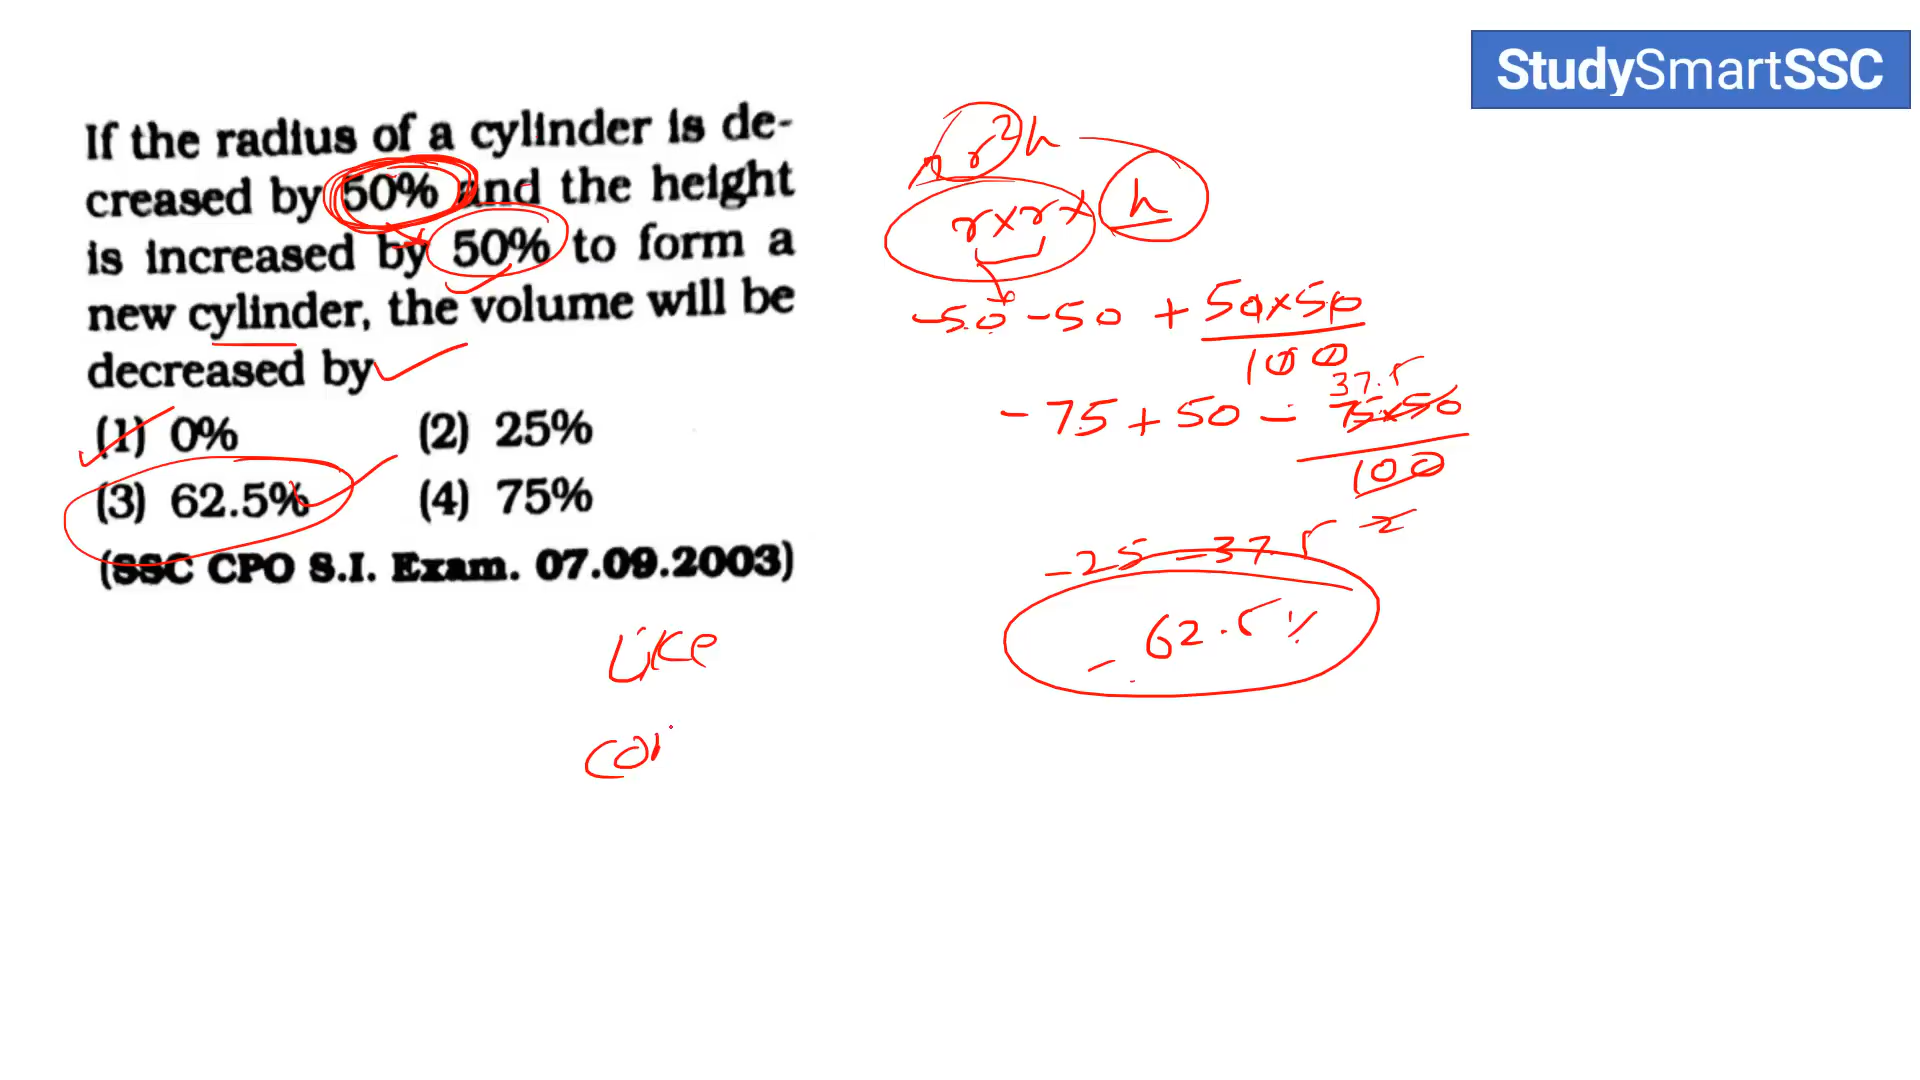 StudySmartSSC
If the radius of a cylinder is de-
creased by 50% and the height
is increased by 50% to form a
new cylinder, the volume will be
decreased by
(1) 0% (2) 25%
(3) 62.5% (4) 75%
(SSC CPO S.I. Exam. 07.09.2003)
πr²h
r×r× h
-50 -50 + 50×50
100
37.5
-75 + 50 - 75×50
100
2
-25 -37.5
-62.5%
Like